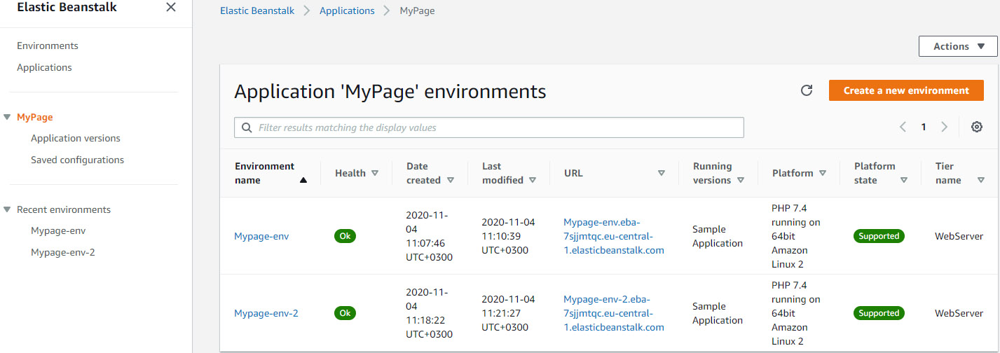 Elastic Beanstalk
Elastic Beanstalk Applications MyPage
Environments
Applications
MyPage
Application versions
Saved configurations
Recent environments
Mypage-env
Mypage-env-2
Actions
Application 'MyPage' environments
Create a new environment
Filter results matching the display values
1
Environment
name
Health
Date
created
Last
modified
URL
Running
versions
Platform
Platform
state
Tier
name
Mypage-env
Ok
2020-11-
04
11:07:46
UTC+0300
2020-11-04
11:10:39
UTC+0300
Mypage-env.eba-
7sjjmtqc.eu-central-
1.elasticbeanstalk.com
Sample
Application
PHP 7.4
running on
64bit
Amazon
Linux 2
Supported
WebServer
Mypage-env-2
Ok
2020-11-
04
11:18:22
UTC+0300
2020-11-04
11:21:27
UTC+0300
Mypage-env-2.eba-
7sjjmtqc.eu-central-
1.elasticbeanstalk.com
Sample
Application
PHP 7.4
running on
64bit
Amazon
Linux 2
Supported
WebServer